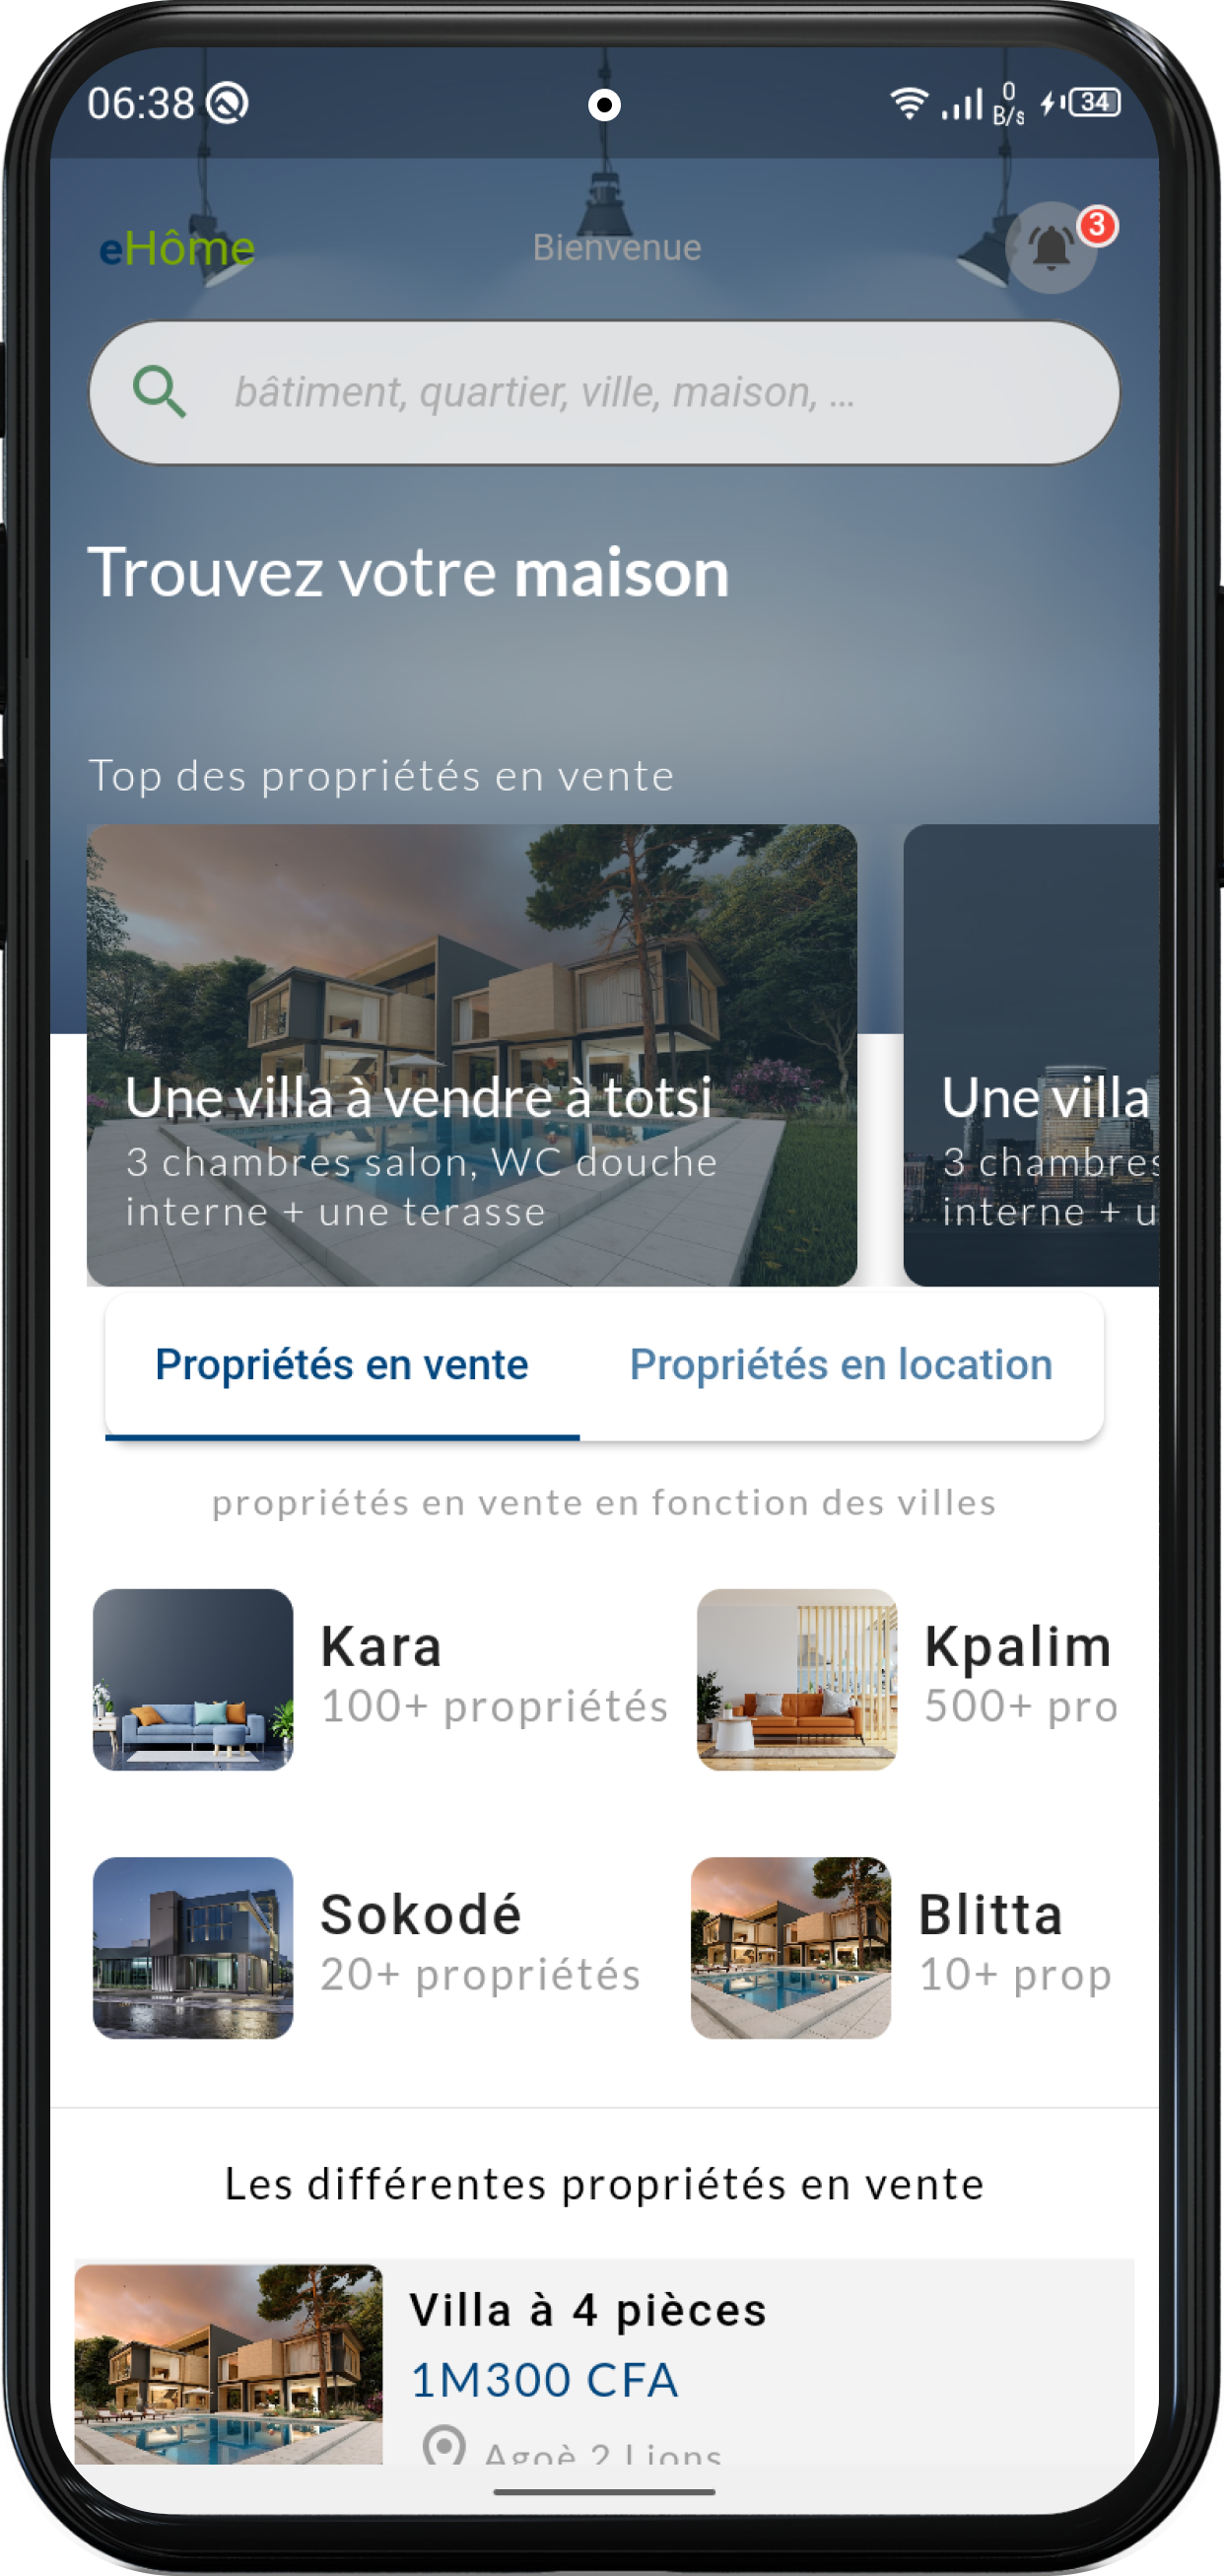 06:38
0
B/s
34
eHôme
Bienvenue
3
bâtiment, quartier, ville, maison, ...
Trouvez votre maison
Top des propriétés en vente
Une villa à vendre à totsi
3 chambres salon, WC douche
interne + une terasse
Une villa
3 chambres
interne + u
Propriétés en vente
Propriétés en location
propriétés en vente en fonction des villes
Kara
100+ propriétés
Kpalim
500+ pro
Sokodé
20+ propriétés
Blitta
10+ prop
Les différentes propriétés en vente
Villa à 4 pièces
1M300 CFA
Agoè 2 Lions